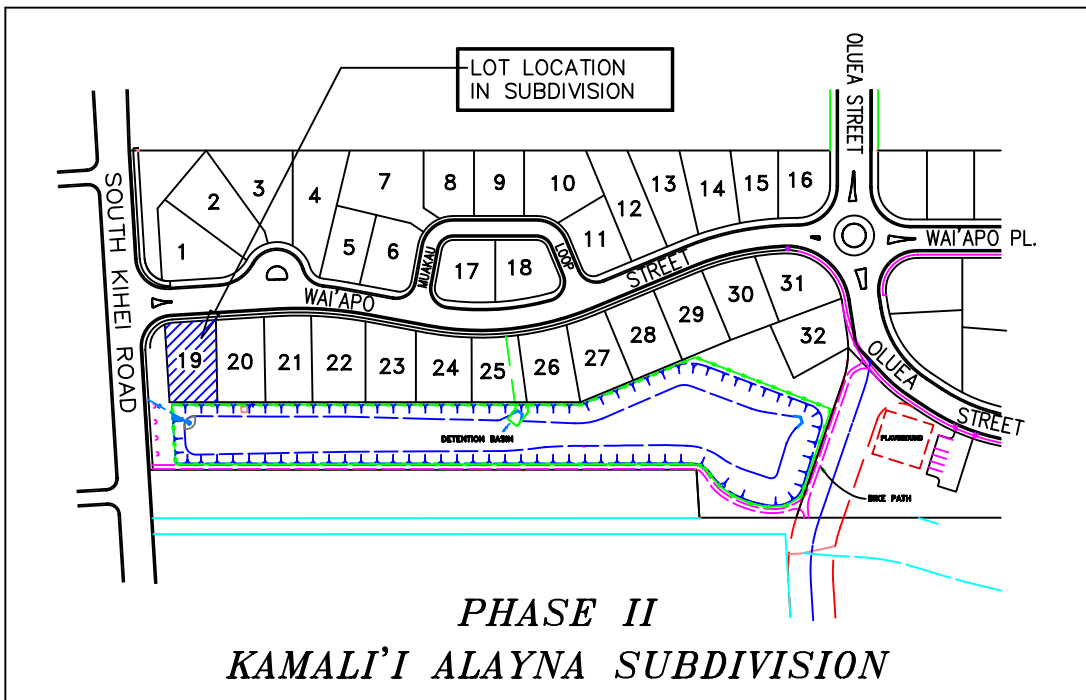 LOT LOCATION
IN SUBDIVISION
OLUEA STREET
SOUTH KIHEI ROAD
1
2
3
4
5
6
7
8
9
10
11
12
13
14
15
16
MUAKAU
LOOP
17
18
WAI'APO
STREET
WAI'APO PL.
19
20
21
22
23
24
25
26
27
28
29
30
31
32
OLUEA
STREET
DETENTION BASIN
PLAYGROUND
BIKE PATH
PHASE II
KAMALI'I ALAYNA SUBDIVISION